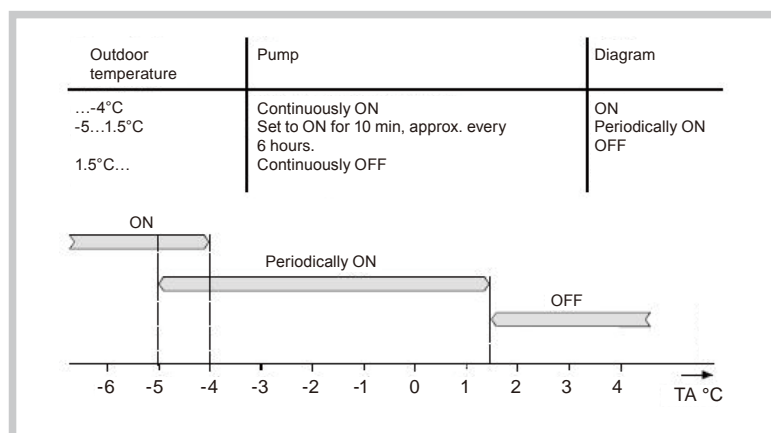 Outdoor temperature Pump Diagram
…-4°C Continuously ON ON
-5…1.5°C Set to ON for 10 min, approx. every 6 hours. Periodically ON
1.5°C… Continuously OFF OFF
ON
Periodically ON
OFF
-6 -5 -4 -3 -2 -1 0 1 2 3 4 TA °C